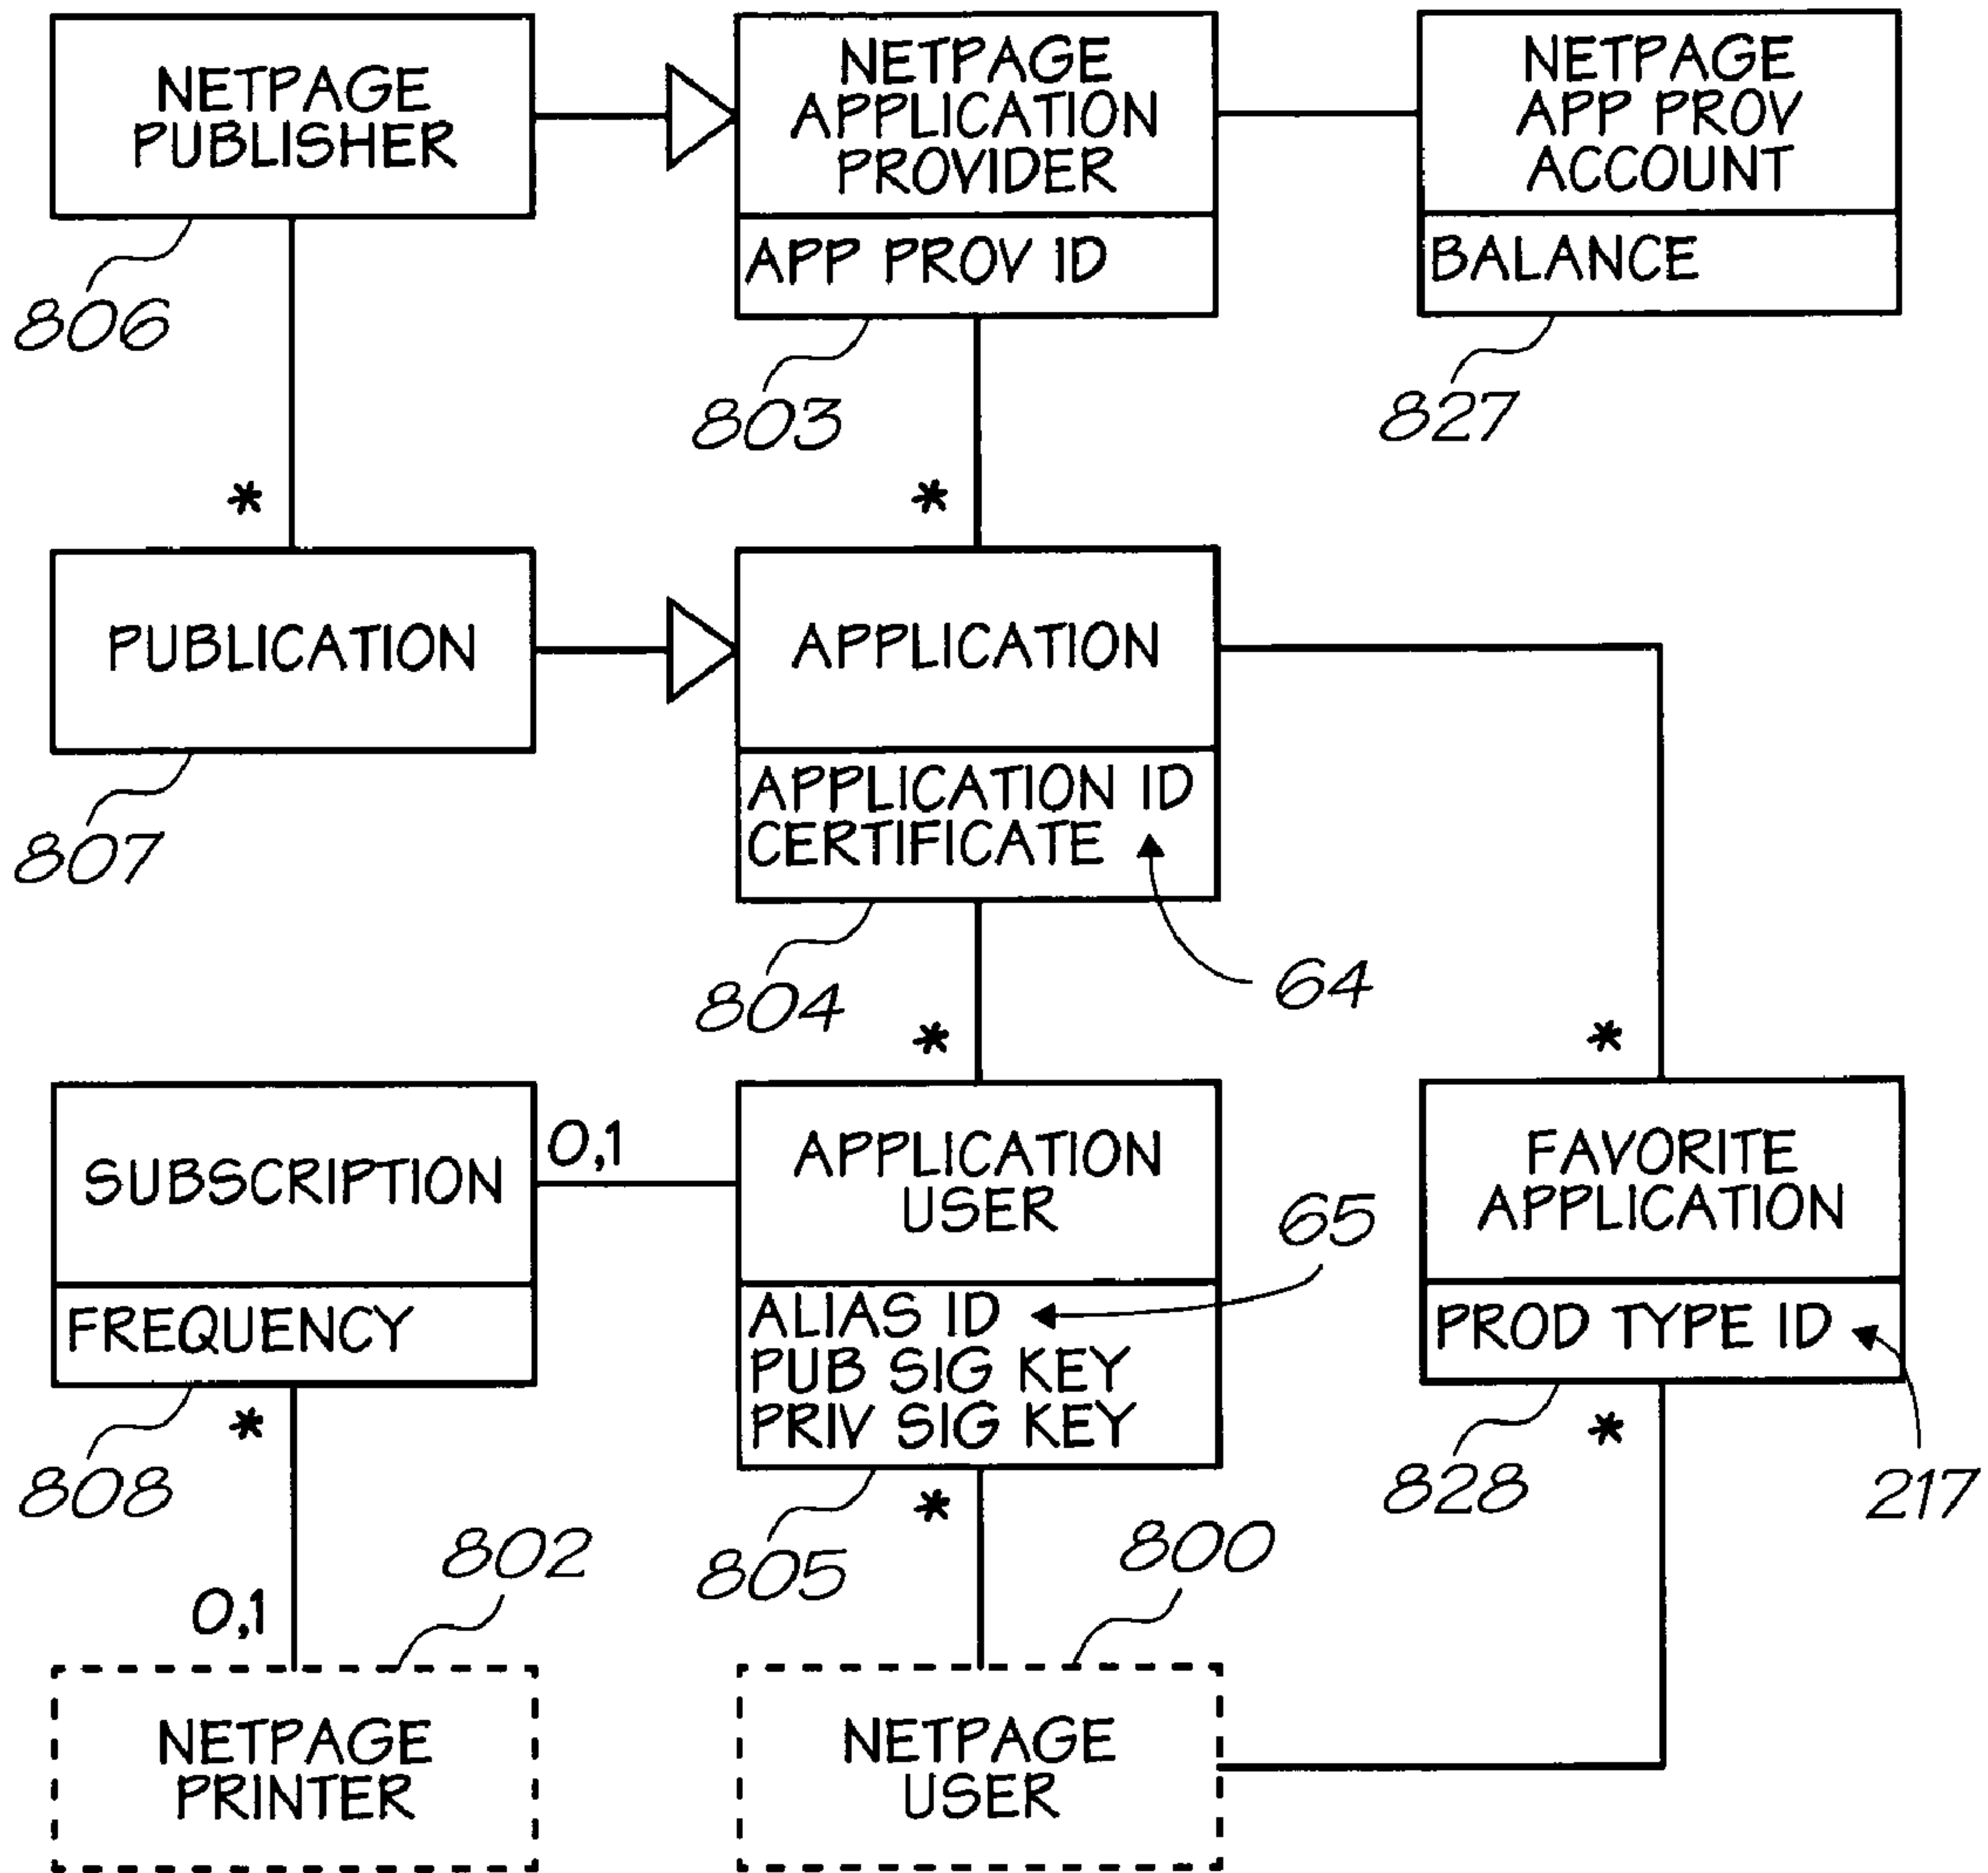 NETPAGE
PUBLISHER
806
NETPAGE
APPLICATION
PROVIDER
APP PROV ID
803
NETPAGE
APP PROV
ACCOUNT
BALANCE
827
*
*
PUBLICATION
807
APPLICATION
APPLICATION ID
CERTIFICATE
804
64
*
*
SUBSCRIPTION
FREQUENCY
808
0,1
APPLICATION
USER
ALIAS ID
PUB SIG KEY
PRIV SIG KEY
805
65
FAVORITE
APPLICATION
PROD TYPE ID
828
217
*
*
*
0,1
802
800
NETPAGE
PRINTER
NETPAGE
USER